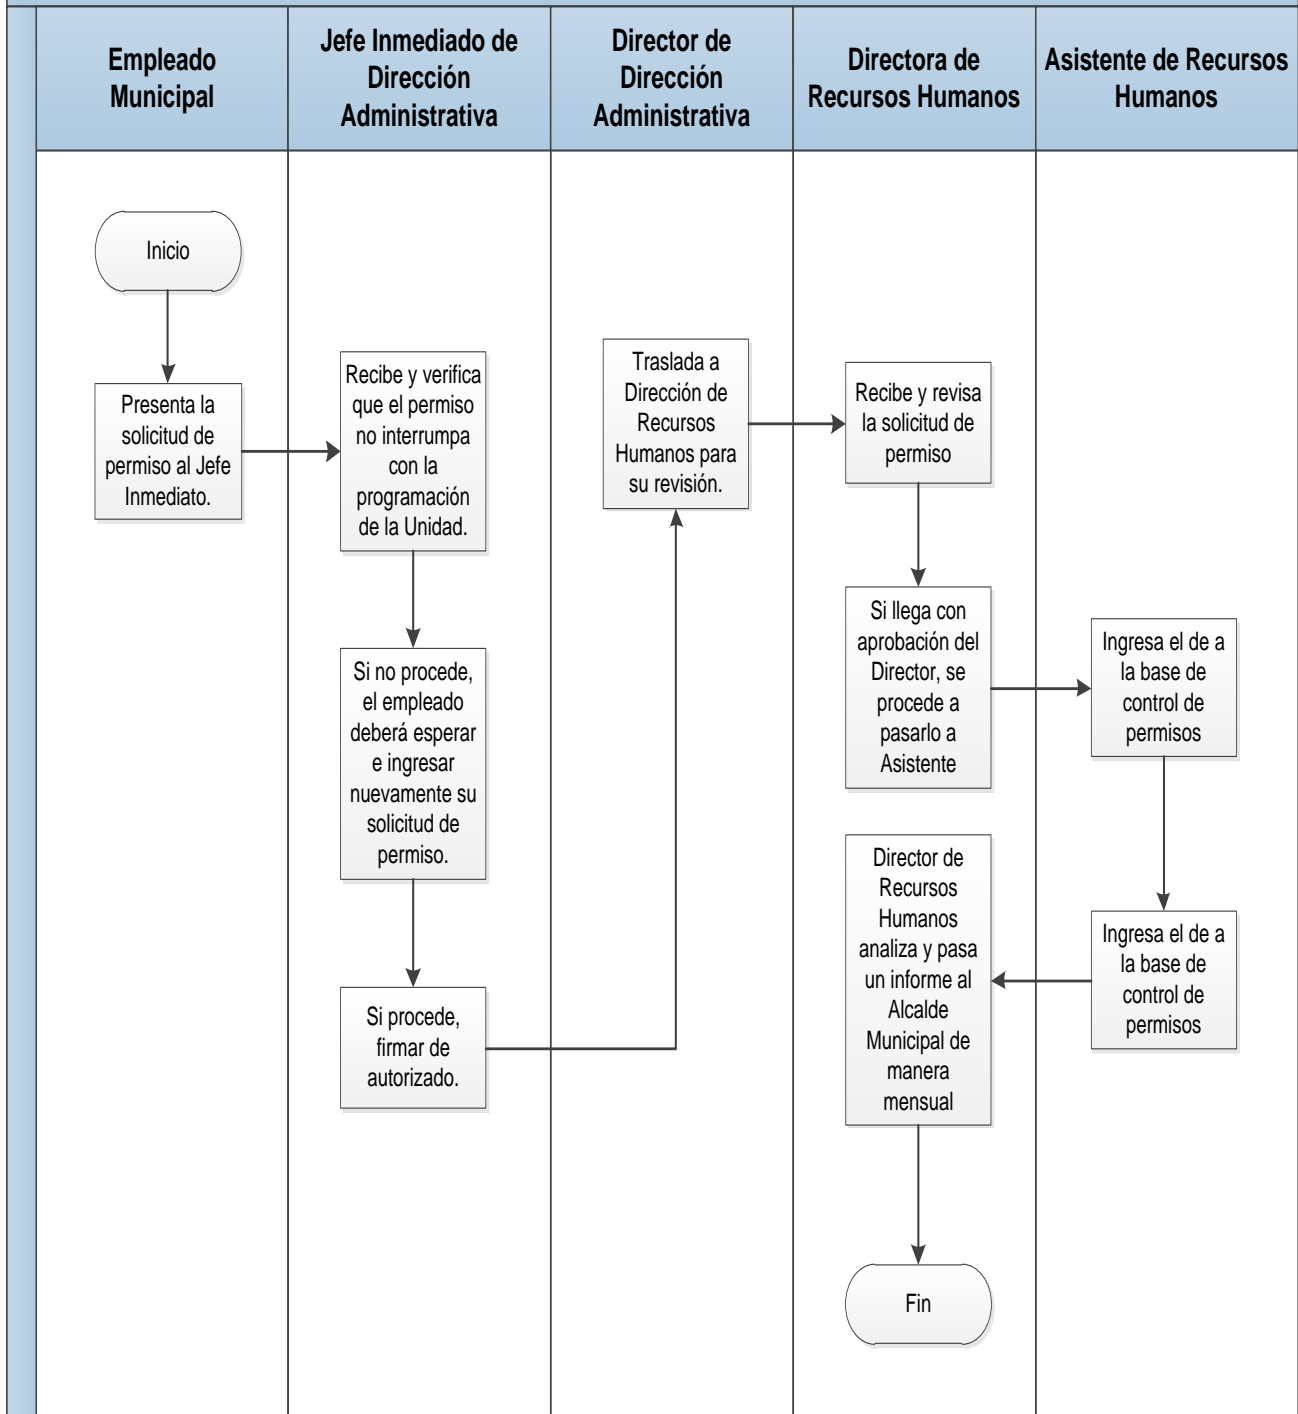 Empleado
Municipal
Jefe Inmediado de
Dirección
Administrativa
Director de
Dirección
Administrativa
Directora de
Recursos Humanos
Asistente de Recursos
Humanos
Inicio
Presenta la
solicitud de
permiso al Jefe
Inmediato.
Recibe y verifica
que el permiso
no interrumpa
con la
programación
de la Unidad.
Si no procede,
el empleado
deberá esperar
e ingresar
nuevamente su
solicitud de
permiso.
Si procede,
firmar de
autorizado.
Traslada a
Dirección de
Recursos
Humanos para
su revisión.
Recibe y revisa
la solicitud de
permiso
Si llega con
aprobación del
Director, se
procede a
pasarlo a
Asistente
Ingresa el de a
la base de
control de
permisos
Ingresa el de a
la base de
control de
permisos
Director de
Recursos
Humanos
analiza y pasa
un informe al
Alcalde
Municipal de
manera
mensual
Fin